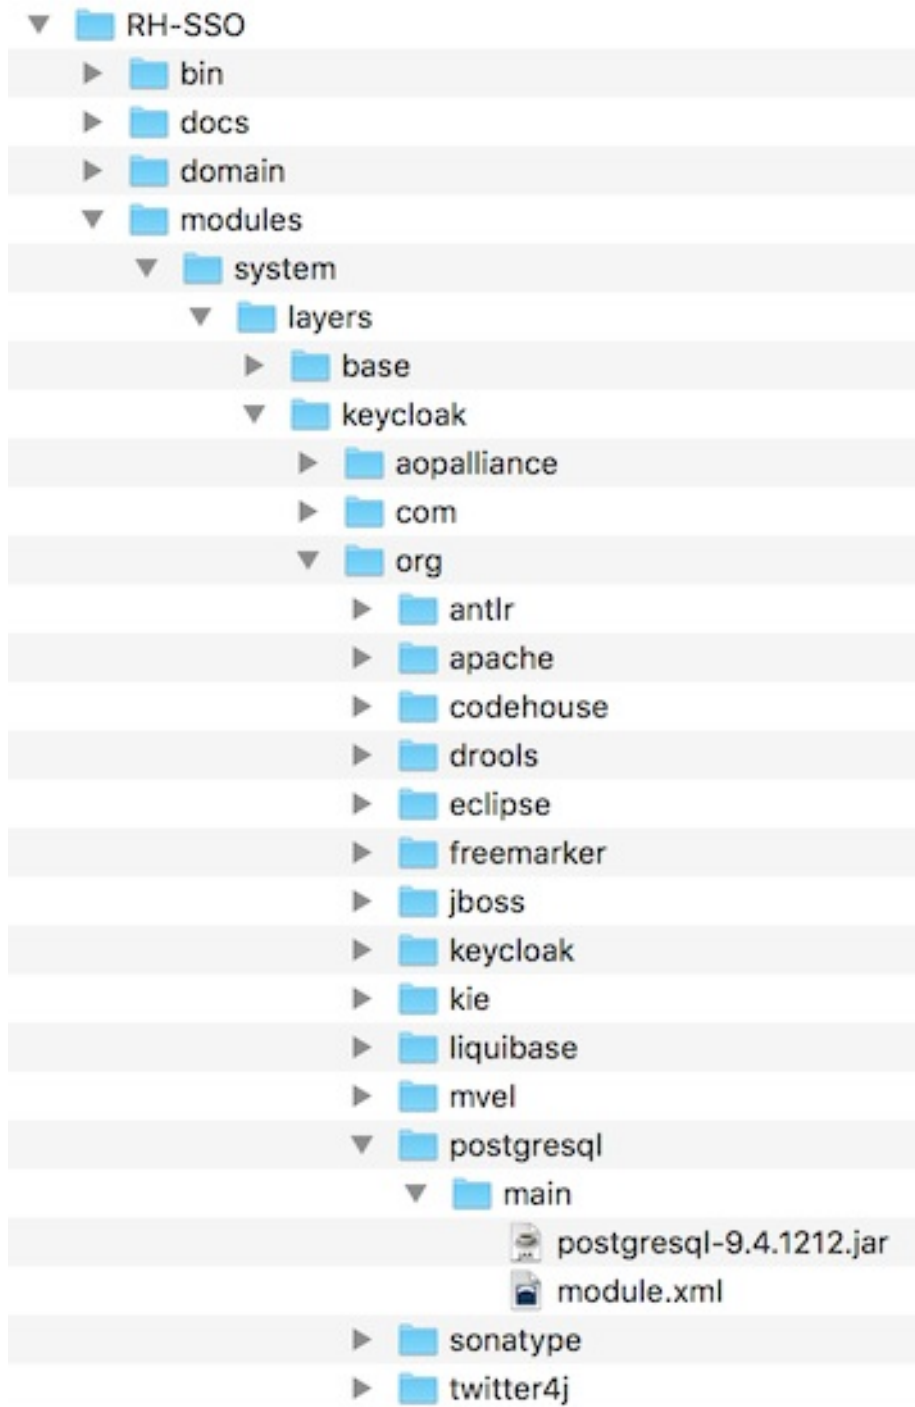 RH-SSO
bin
docs
domain
modules
system
layers
base
keycloak
aopalliance
com
org
antlr
apache
codehouse
drools
eclipse
freemarker
jboss
keycloak
kie
liquibase
mvel
postgresql
main
postgresql-9.4.1212.jar
module.xml
sonatype
twitter4j